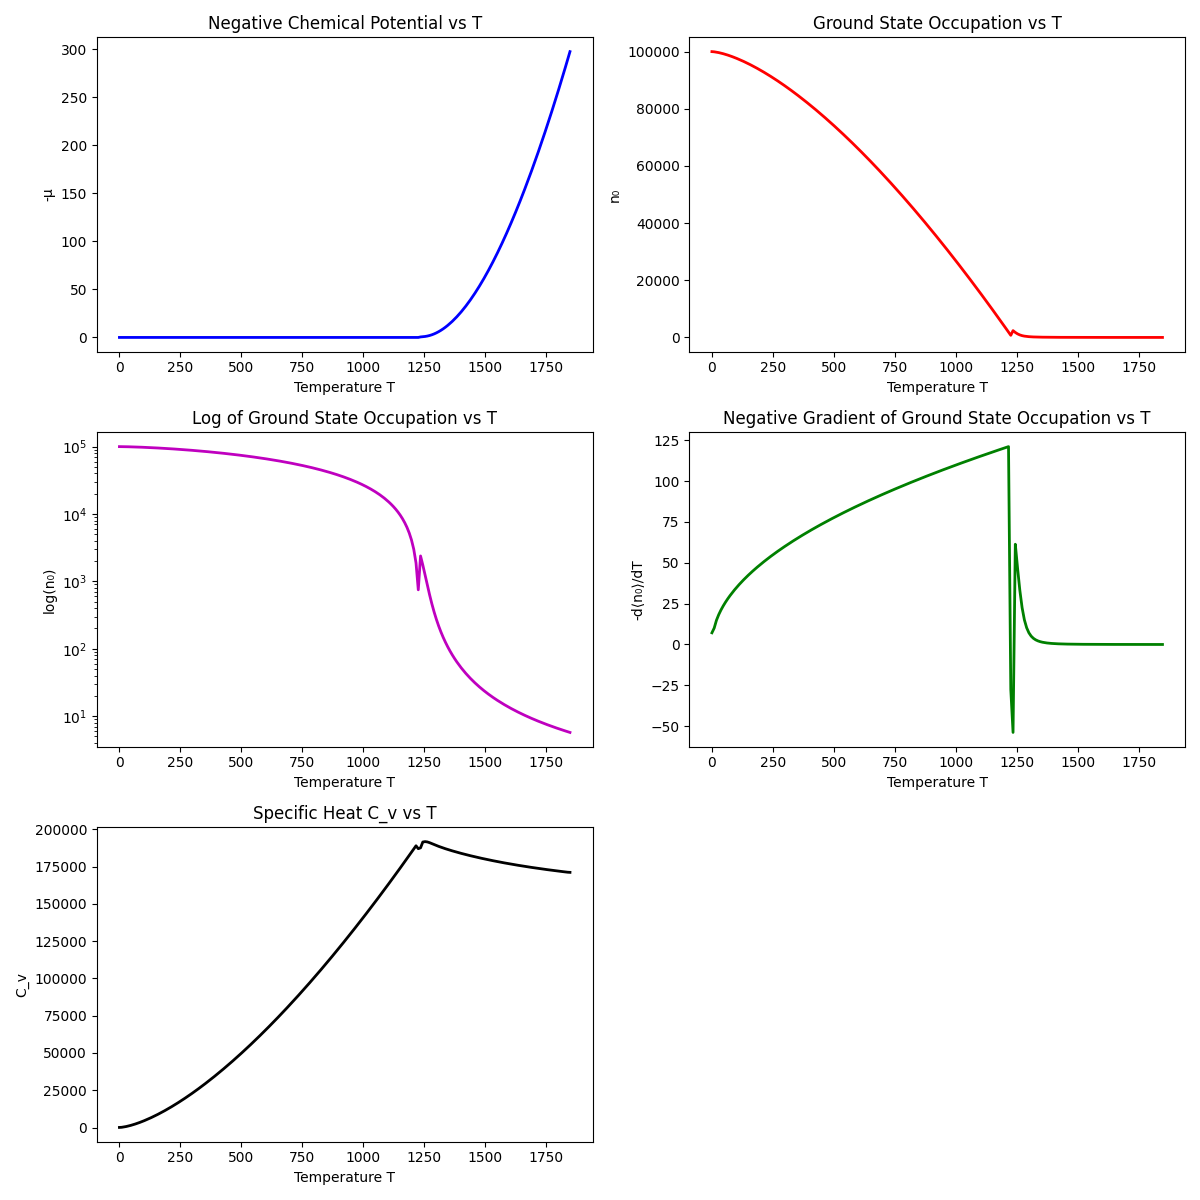 Negative Chemical Potential vs T
300
250
200
150
100
50
0
-μ
0 250 500 750 1000 1250 1500 1750
Temperature T
Ground State Occupation vs T
100000
80000
60000
40000
20000
0
n₀
0 250 500 750 1000 1250 1500 1750
Temperature T
Log of Ground State Occupation vs T
10⁵
10⁴
10³
10²
10¹
log(n₀)
0 250 500 750 1000 1250 1500 1750
Temperature T
Negative Gradient of Ground State Occupation vs T
125
100
75
50
25
0
−25
−50
-d⟨n₀⟩/dT
0 250 500 750 1000 1250 1500 1750
Temperature T
Specific Heat C_v vs T
200000
175000
150000
125000
100000
75000
50000
25000
0
C_v
0 250 500 750 1000 1250 1500 1750
Temperature T